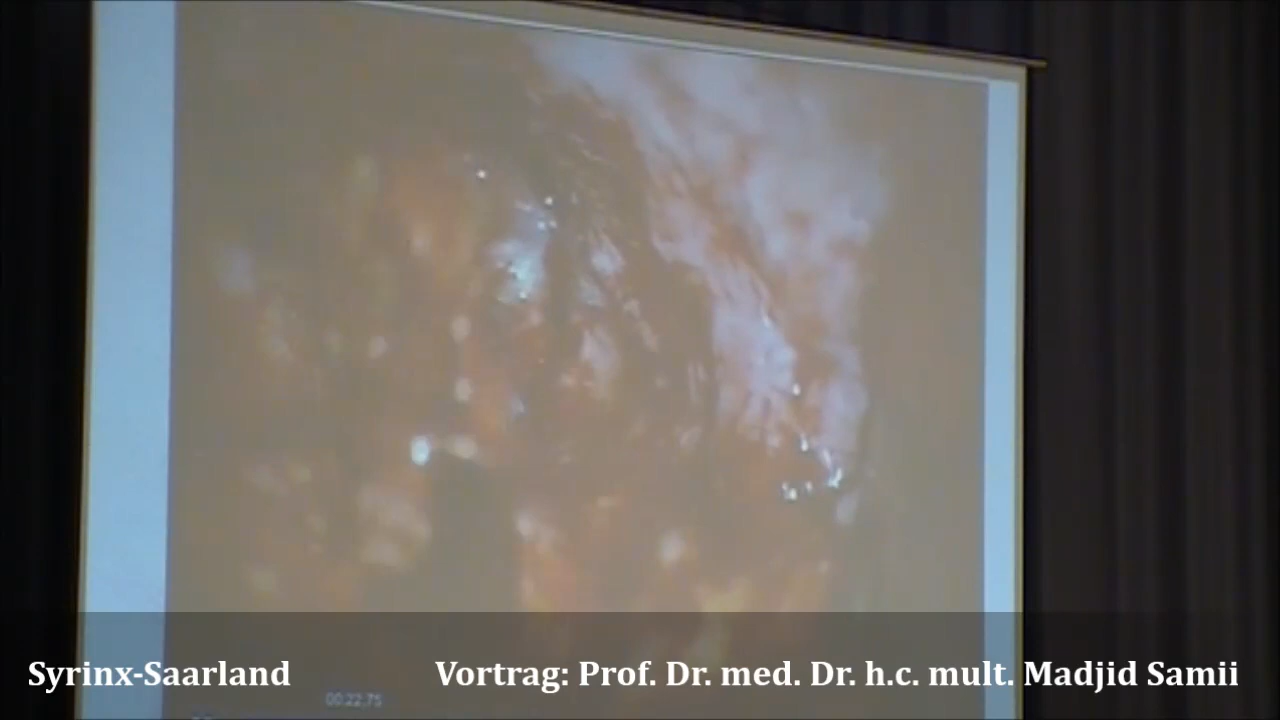 00:22,75
Syrinx-Saarland
Vortrag: Prof. Dr. med. Dr. h.c. mult. Madjid Samii